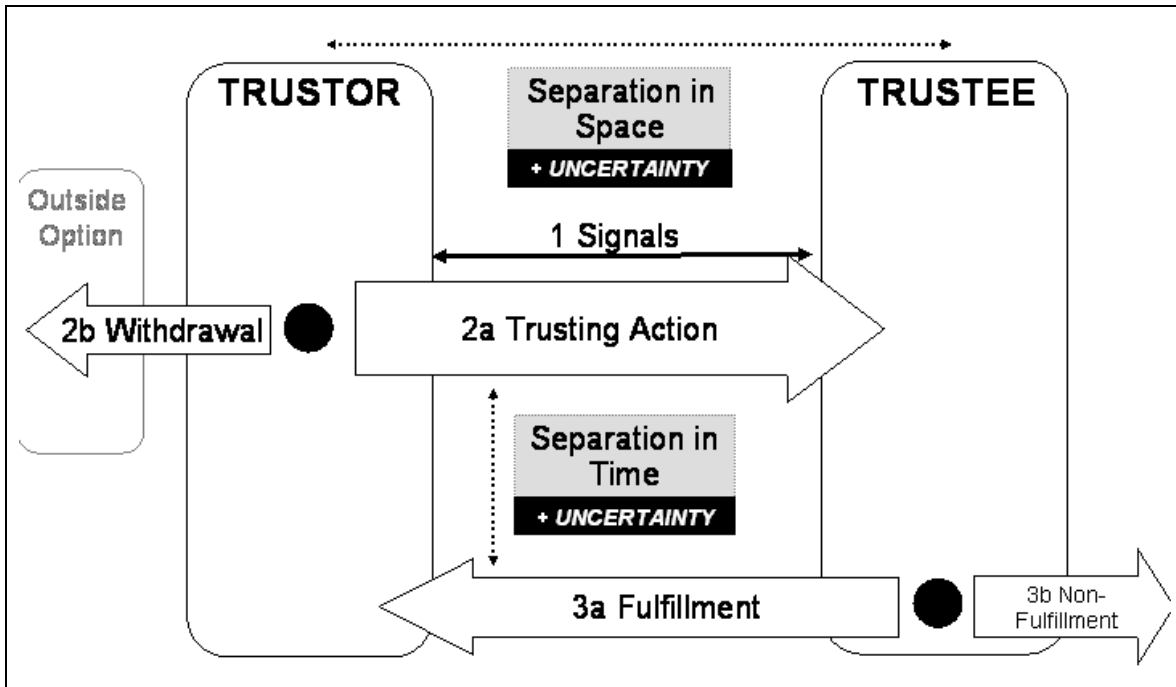 TRUSTOR
TRUSTEE
Separation in
Space
+ UNCERTAINTY
Outside
Option
1 Signals
2b Withdrawal
2a Trusting Action
Separation in
Time
+ UNCERTAINTY
3a Fulfillment
3b Non-
Fulfillment